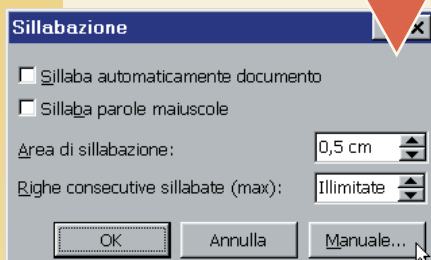 Sillabazione
Sillaba automaticamente documento
Sillaba parole maiuscole
Area di sillabazione: 0,5 cm
Righe consecutive sillabate (max): Illimitate
OK Annulla Manuale...